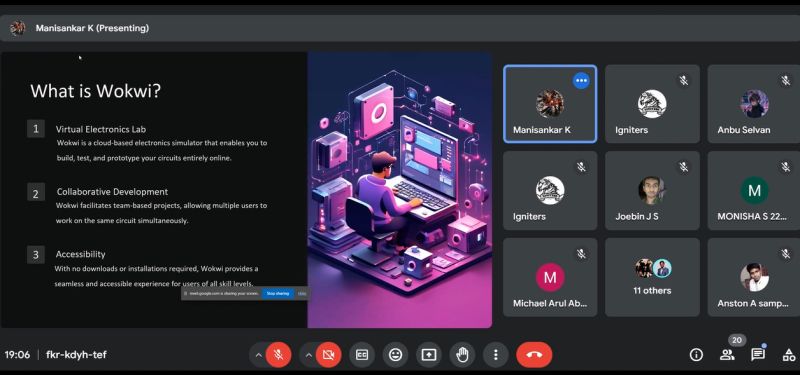 Manisankar K (Presenting)
What is Wokwi?
1
Virtual Electronics Lab
Wokwi is a cloud-based electronics simulator that enables you to
build, test, and prototype your circuits entirely online.
2
Collaborative Development
Wokwi facilitates team-based projects, allowing multiple users to
work on the same circuit simultaneously.
3
Accessibility
With no downloads or installations required, Wokwi provides a
seamless and accessible experience for users of all skill levels.
meet.google.com is sharing your screen.
Stop sharing
Hide
Manisankar K
Igniters
Anbu Selvan
Igniters
Joebin J S
M
MONISHA S 22...
M
Michael Arul Ab...
11 others
Anston A samp...
19:06 | fkr-kdyh-tef
CC
20